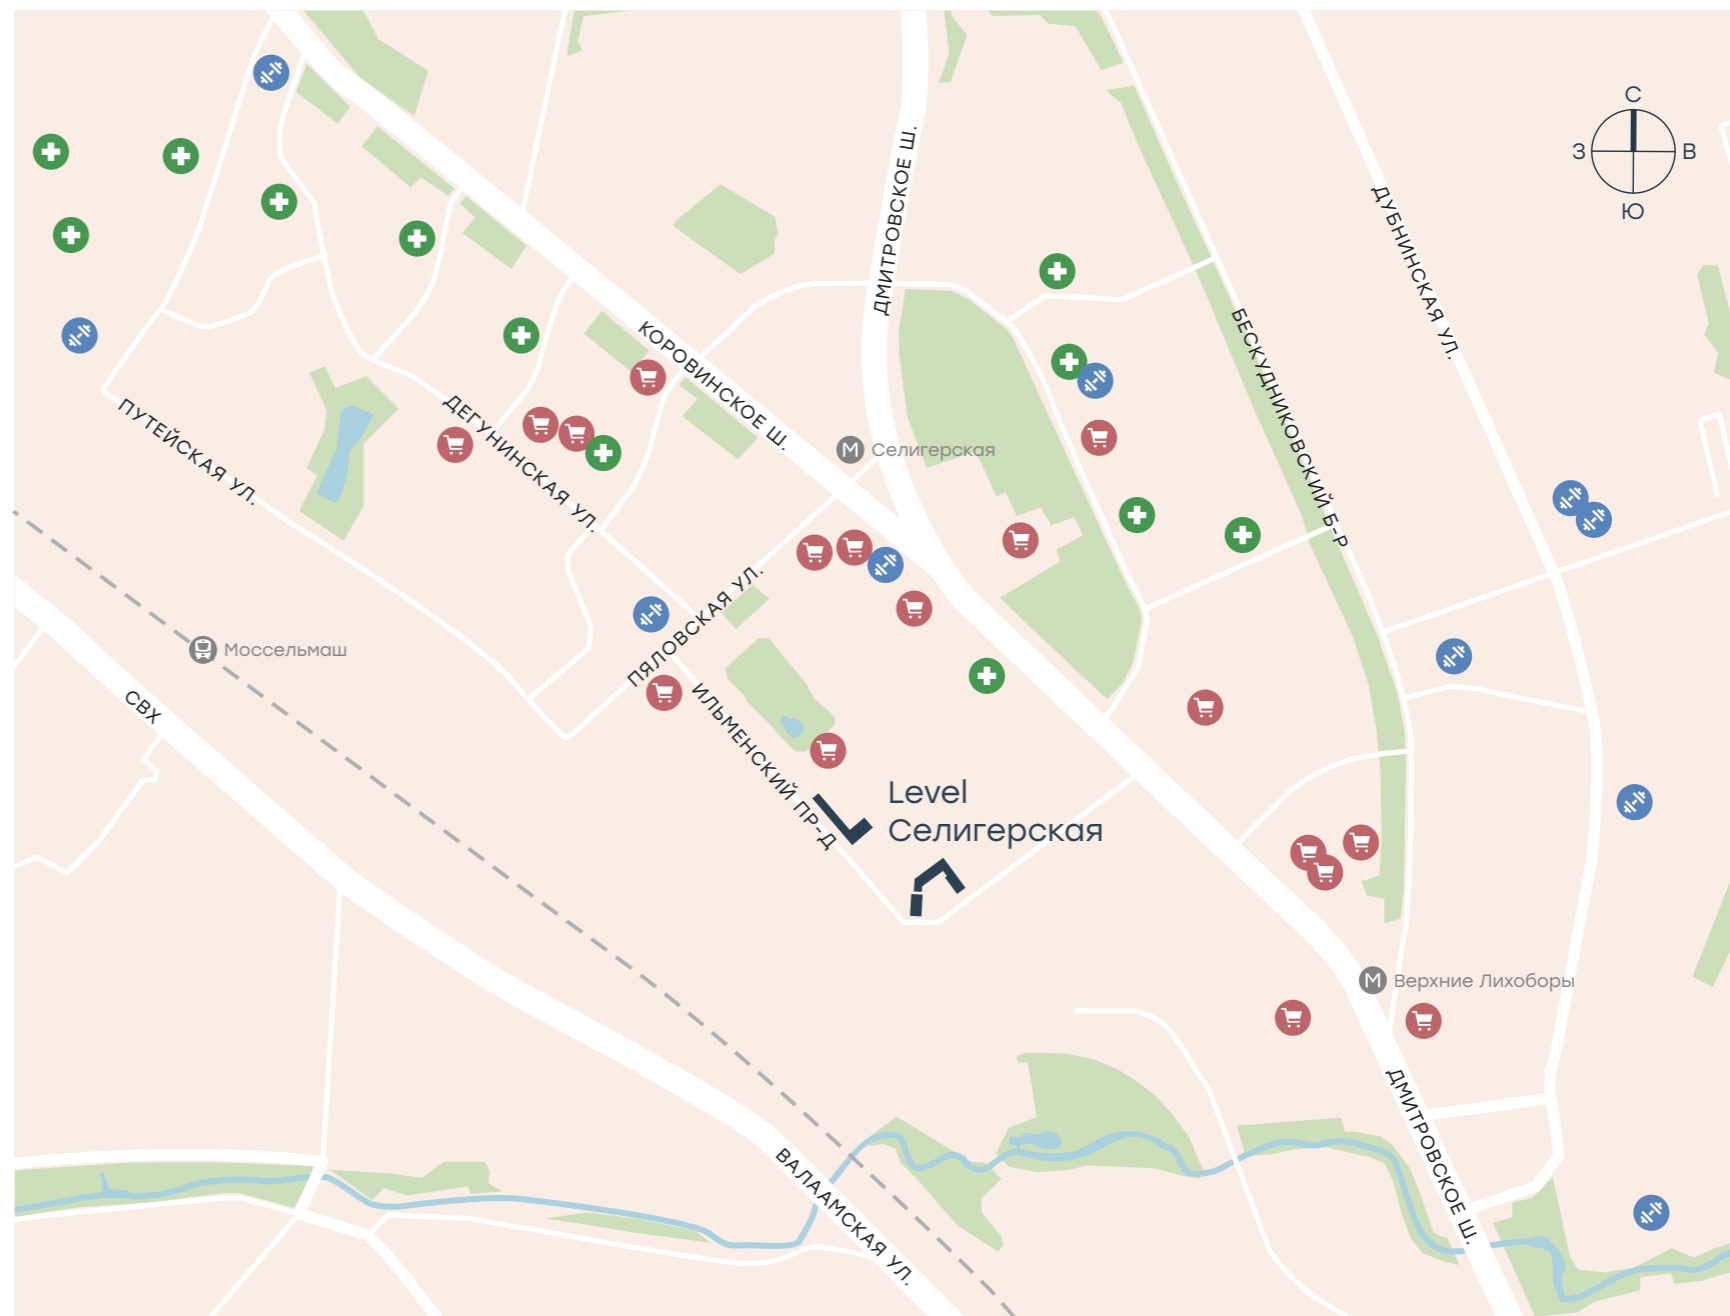 С
З
В
Ю
ДМИТРОВСКОЕ Ш.
ДУБНИНСКАЯ УЛ.
БЕСКУДНИКОВСКИЙ Б-Р
КОРОВИНСКОЕ Ш.
ПУТЕЙСКАЯ УЛ.
ДЕГУНИНСКАЯ УЛ.
М
Селигерская
ПЯЛОВСКАЯ УЛ.
Моссельмаш
СВХ
ИЛЬМЕНСКИЙ ПР-Д
Level
Селигерская
М
Верхние Лихоборы
ДМИТРОВСКОЕ Ш.
ВАЛААМСКАЯ УЛ.